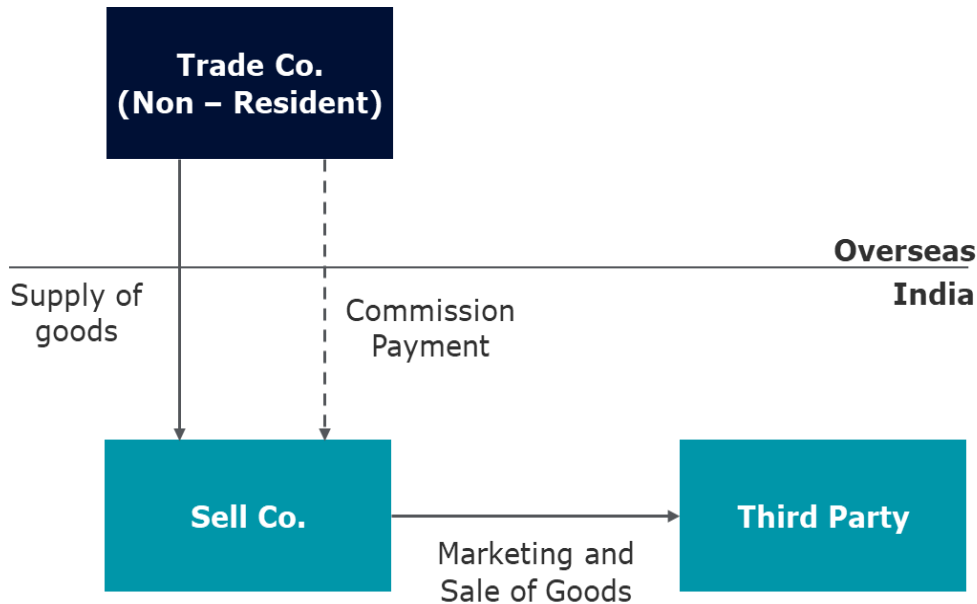 Trade Co.
(Non – Resident)
Overseas
India
Supply of
goods
Commission
Payment
Sell Co.
Third Party
Marketing and
Sale of Goods